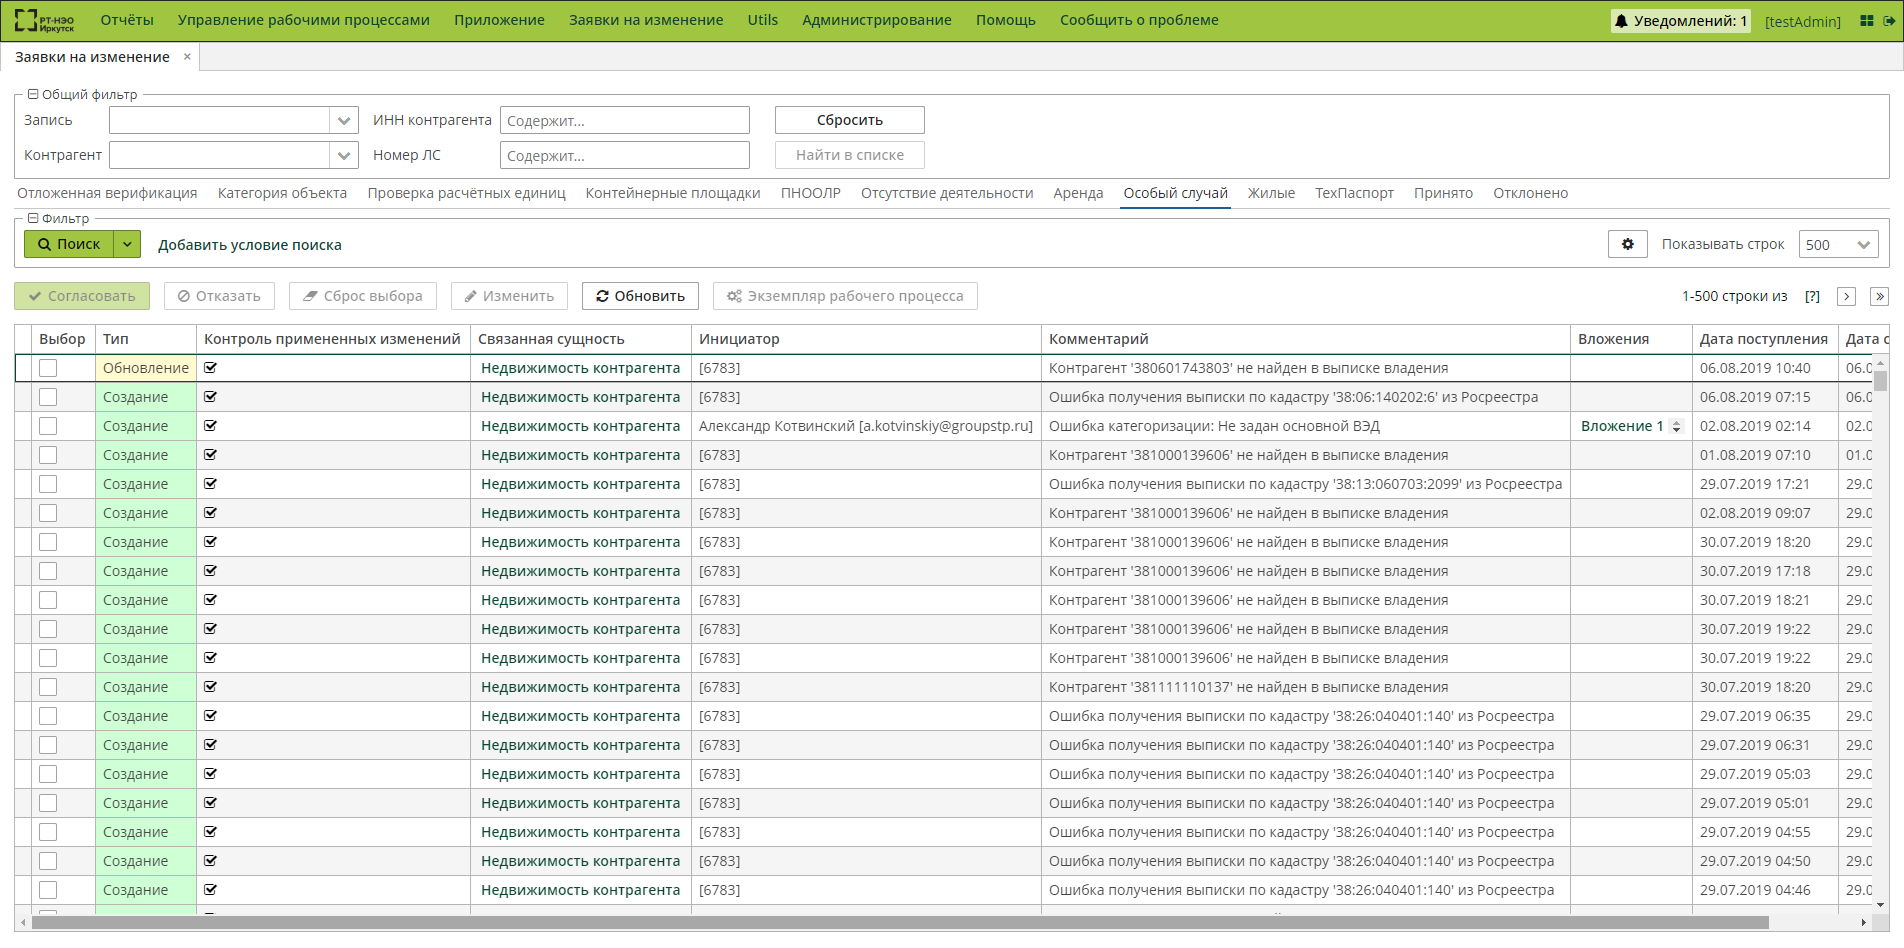 РТ-НЭО Иркутск Отчёты Управление рабочими процессами Приложение Заявки на изменение Utils Администрирование Помощь Сообщить о проблеме Уведомлений: 1 [testAdmin]
Заявки на изменение ×
Общий фильтр
Запись ИНН контрагента Содержит... Сбросить
Контрагент Номер ЛС Содержит... Найти в списке
Отложенная верификация Категория объекта Проверка расчётных единиц Контейнерные площадки ПНООЛР Отсутствие деятельности Аренда Особый случай Жилые ТехПаспорт Принято Отклонено
Фильтр
Поиск Добавить условие поиска Показывать строк 500
Согласовать Отказать Сброс выбора Изменить Обновить Экземпляр рабочего процесса 1-500 строки из [?]
Выбор Тип Контроль примененных изменений Связанная сущность Инициатор Комментарий Вложения Дата поступления Дата с
Обновление Недвижимость контрагента [6783] Контрагент '380601743803' не найден в выписке владения 06.08.2019 10:40 06.0
Создание Недвижимость контрагента [6783] Ошибка получения выписки по кадастру '38:06:140202:6' из Росреестра 06.08.2019 07:15 06.0
Создание Недвижимость контрагента Александр Котвинский [a.kotvinskiy@groupstp.ru] Ошибка категоризации: Не задан основной ВЭД Вложение 1 02.08.2019 02:14 02.0
Создание Недвижимость контрагента [6783] Контрагент '381000139606' не найден в выписке владения 01.08.2019 07:10 01.0
Создание Недвижимость контрагента [6783] Ошибка получения выписки по кадастру '38:13:060703:2099' из Росреестра 29.07.2019 17:21 29.0
Создание Недвижимость контрагента [6783] Контрагент '381000139606' не найден в выписке владения 02.08.2019 09:07 29.0
Создание Недвижимость контрагента [6783] Контрагент '381000139606' не найден в выписке владения 30.07.2019 18:20 29.0
Создание Недвижимость контрагента [6783] Контрагент '381000139606' не найден в выписке владения 30.07.2019 17:18 29.0
Создание Недвижимость контрагента [6783] Контрагент '381000139606' не найден в выписке владения 30.07.2019 18:21 29.0
Создание Недвижимость контрагента [6783] Контрагент '381000139606' не найден в выписке владения 30.07.2019 19:22 29.0
Создание Недвижимость контрагента [6783] Контрагент '381000139606' не найден в выписке владения 30.07.2019 19:22 29.0
Создание Недвижимость контрагента [6783] Контрагент '381111110137' не найден в выписке владения 30.07.2019 18:20 29.0
Создание Недвижимость контрагента [6783] Ошибка получения выписки по кадастру '38:26:040401:140' из Росреестра 29.07.2019 06:35 29.0
Создание Недвижимость контрагента [6783] Ошибка получения выписки по кадастру '38:26:040401:140' из Росреестра 29.07.2019 06:31 29.0
Создание Недвижимость контрагента [6783] Ошибка получения выписки по кадастру '38:26:040401:140' из Росреестра 29.07.2019 05:03 29.0
Создание Недвижимость контрагента [6783] Ошибка получения выписки по кадастру '38:26:040401:140' из Росреестра 29.07.2019 05:01 29.0
Создание Недвижимость контрагента [6783] Ошибка получения выписки по кадастру '38:26:040401:140' из Росреестра 29.07.2019 04:55 29.0
Создание Недвижимость контрагента [6783] Ошибка получения выписки по кадастру '38:26:040401:140' из Росреестра 29.07.2019 04:50 29.0
Создание Недвижимость контрагента [6783] Ошибка получения выписки по кадастру '38:26:040401:140' из Росреестра 29.07.2019 04:46 29.0